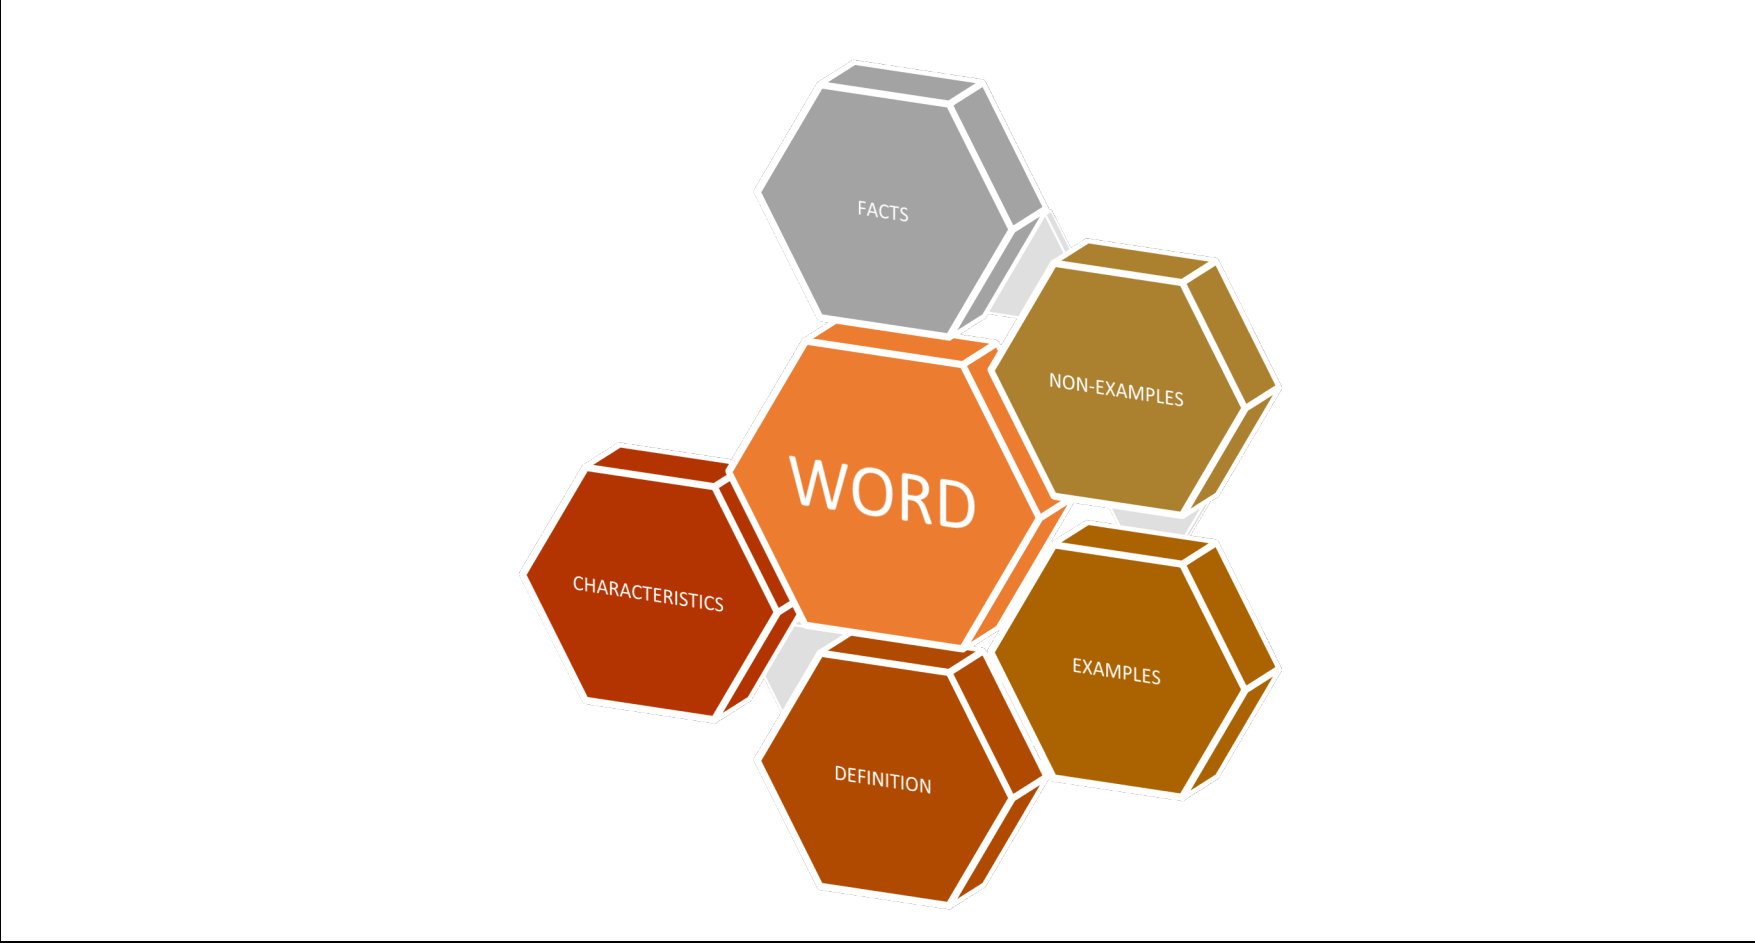 FACTS
NON-EXAMPLES
WORD
CHARACTERISTICS
EXAMPLES
DEFINITION